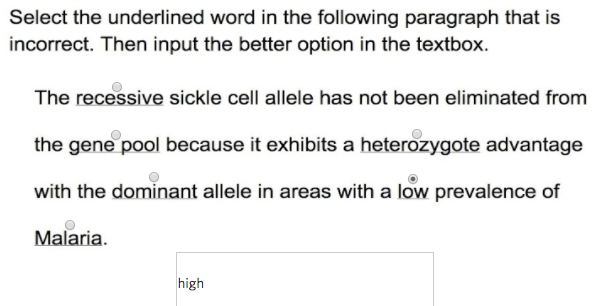 Select the underlined word in the following paragraph that is
incorrect. Then input the better option in the textbox.
The recessive sickle cell allele has not been eliminated from
the gene pool because it exhibits a heterozygote advantage
with the dominant allele in areas with a low prevalence of
Malaria.
high